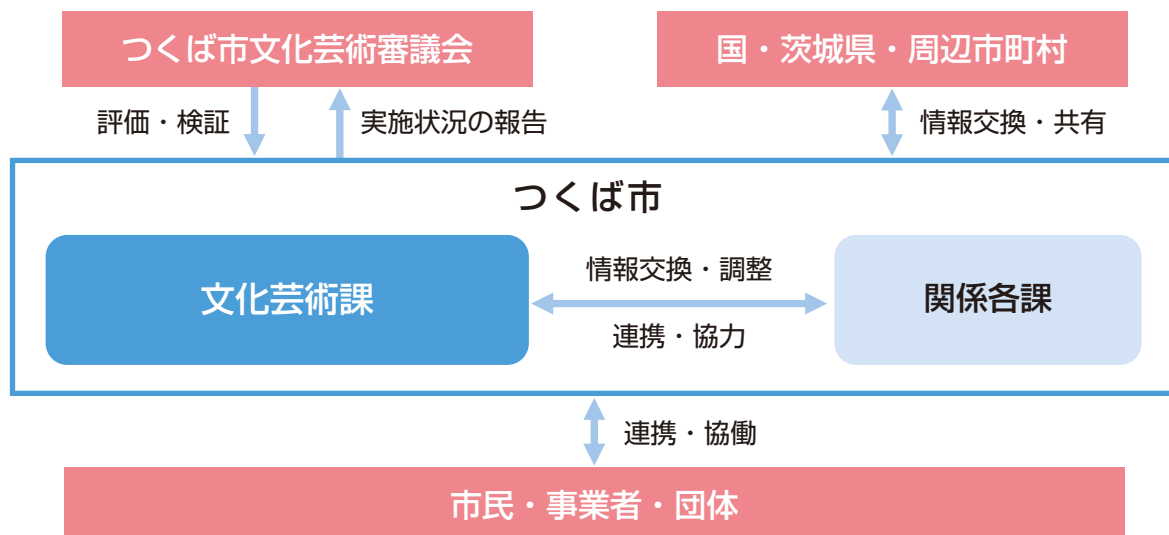 つくば市文化芸術審議会
国・茨城県・周辺市町村
評価・検証
実施状況の報告
情報交換・共有
つくば市
文化芸術課
情報交換・調整
連携・協力
関係各課
連携・協働
市民・事業者・団体